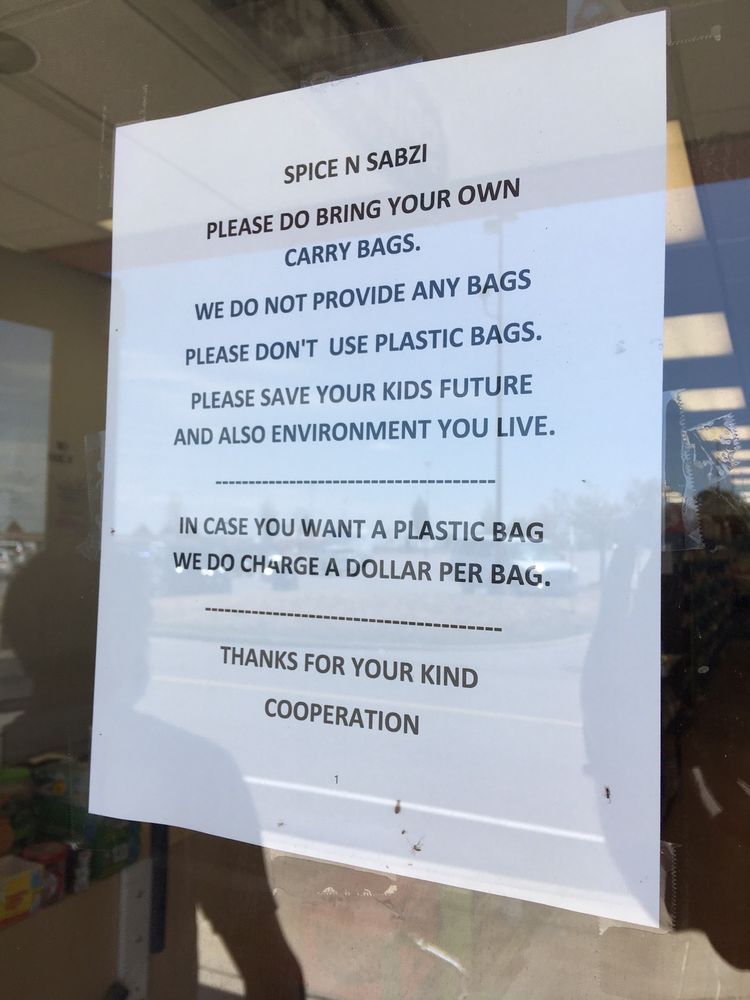 SPICE N SABZI
PLEASE DO BRING YOUR OWN
CARRY BAGS.
WE DO NOT PROVIDE ANY BAGS
PLEASE DON'T USE PLASTIC BAGS.
PLEASE SAVE YOUR KIDS FUTURE
AND ALSO ENVIRONMENT YOU LIVE.
-----------------------------------
IN CASE YOU WANT A PLASTIC BAG
WE DO CHARGE A DOLLAR PER BAG.
-------------------------------------
THANKS FOR YOUR KIND
COOPERATION
1